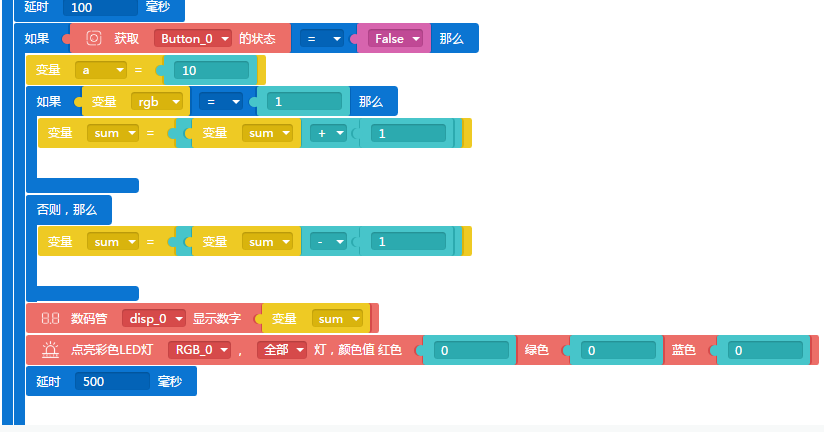 延时 100 毫秒
如果 获取 Button_0 的状态 = False 那么
变量 a = 10
如果 变量 rgb = 1 那么
变量 sum = 变量 sum + 1
否则，那么
变量 sum = 变量 sum - 1
数码管 disp_0 显示数字 变量 sum
点亮彩色LED灯 RGB_0 ， 全部 灯，颜色值 红色 0 绿色 0 蓝色 0
延时 500 毫秒